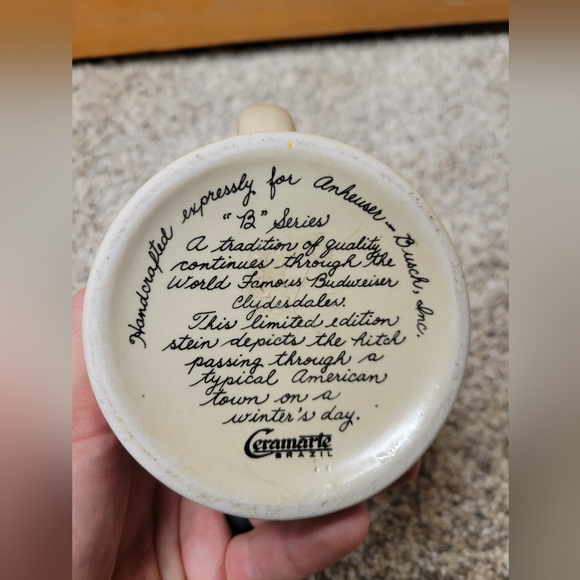 Handcrafted expressly for Anheuser-Busch, Inc.
"B" Series
A tradition of quality
continues through the
World Famous Budweiser
Clydesdales.
This limited edition
stein depicts the hitch
passing through a
typical American
town on a
winter's day.
Ceramarte
BRAZIL